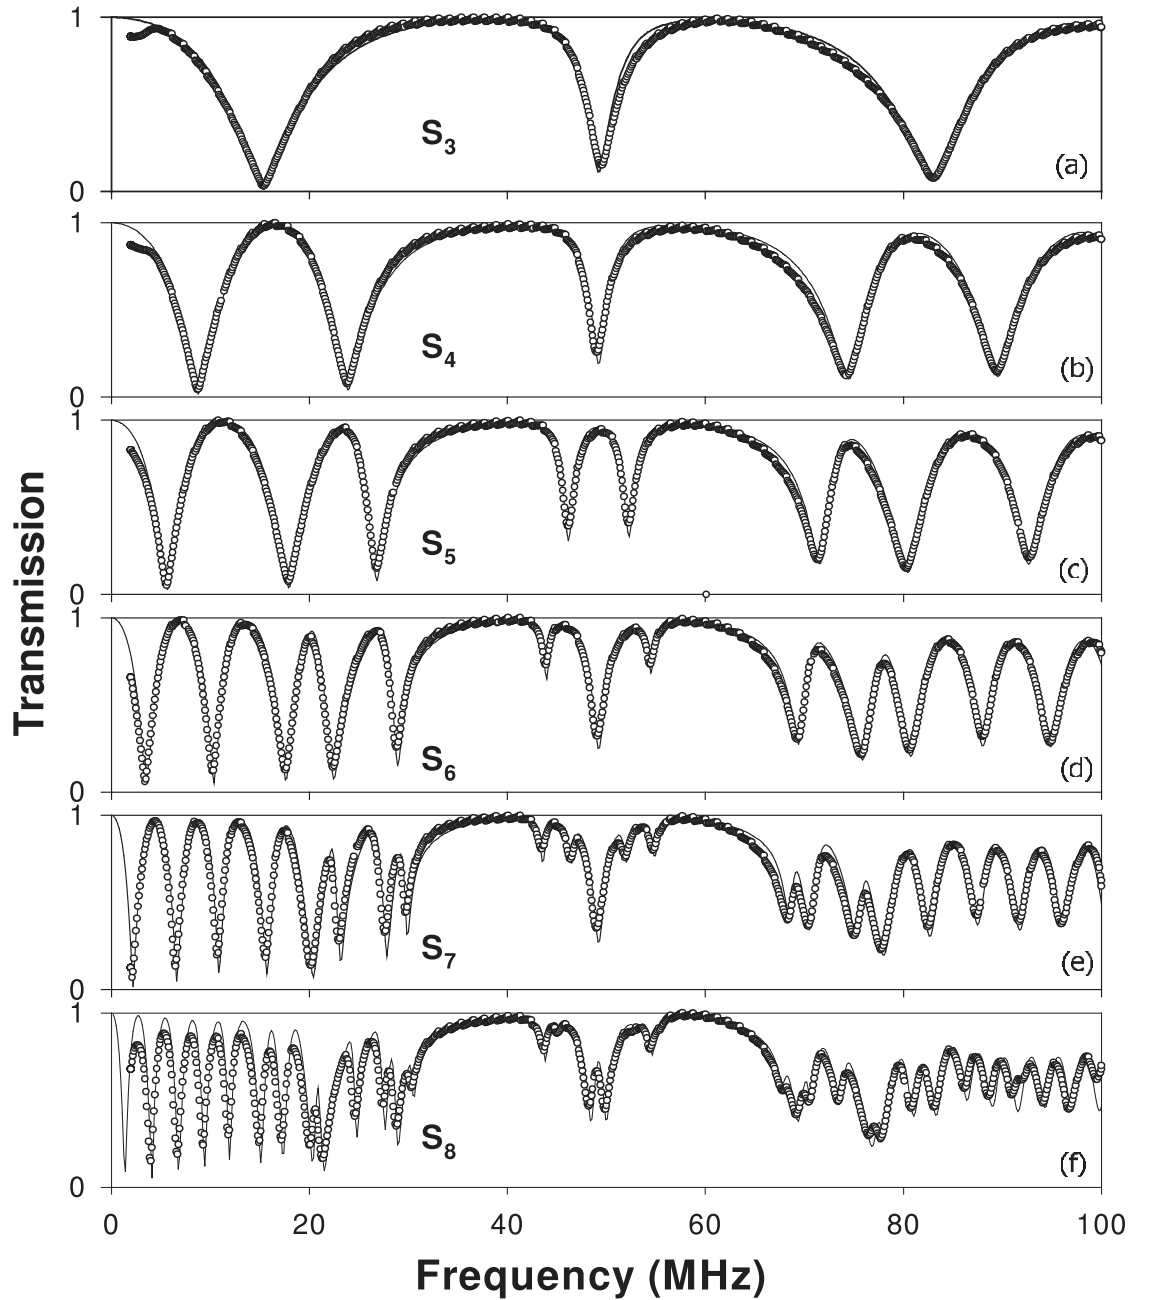 1
S3
(a)
0
1
S4
(b)
0
1
S5
(c)
0
1
S6
(d)
0
1
S7
(e)
0
1
S8
(f)
0
Transmission
0 20 40 60 80 100
Frequency (MHz)